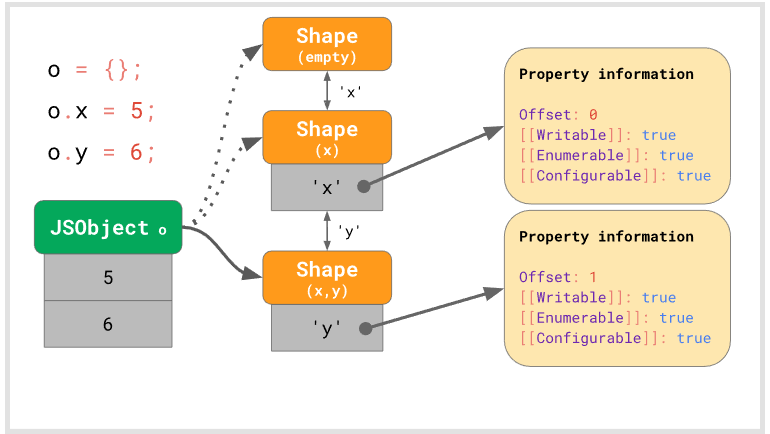 o = {};
o.x = 5;
o.y = 6;
JSObject o
5
6
Shape
(empty)
'x'
Shape
(x)
'x'
'y'
Shape
(x,y)
'y'
Property information
Offset: 0
[[Writable]]: true
[[Enumerable]]: true
[[Configurable]]: true
Property information
Offset: 1
[[Writable]]: true
[[Enumerable]]: true
[[Configurable]]: true